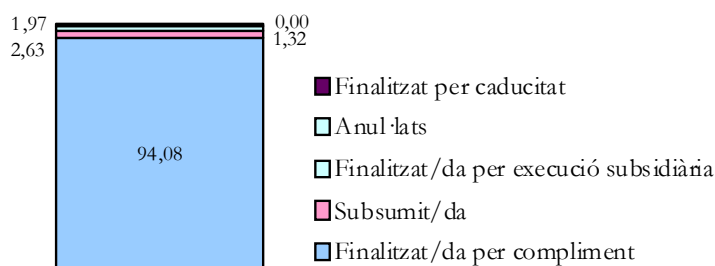 1,97 0,00
2,63 1,32
Finalitzat per caducitat
Anul·lats
94,08
Finalitzat/da per execució subsidiària
Subsumit/da
Finalitzat/da per compliment